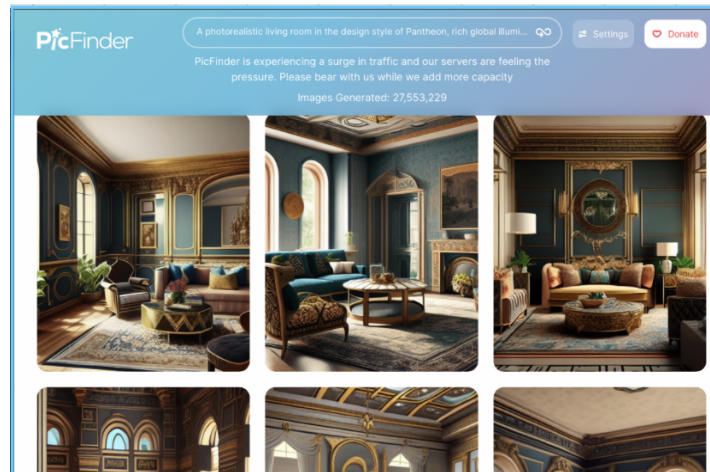 PicFinder
A photorealistic living room in the design style of Pantheon, rich global illumi...
Settings
Donate
PicFinder is experiencing a surge in traffic and our servers are feeling the
pressure. Please bear with us while we add more capacity
Images Generated: 27,553,229